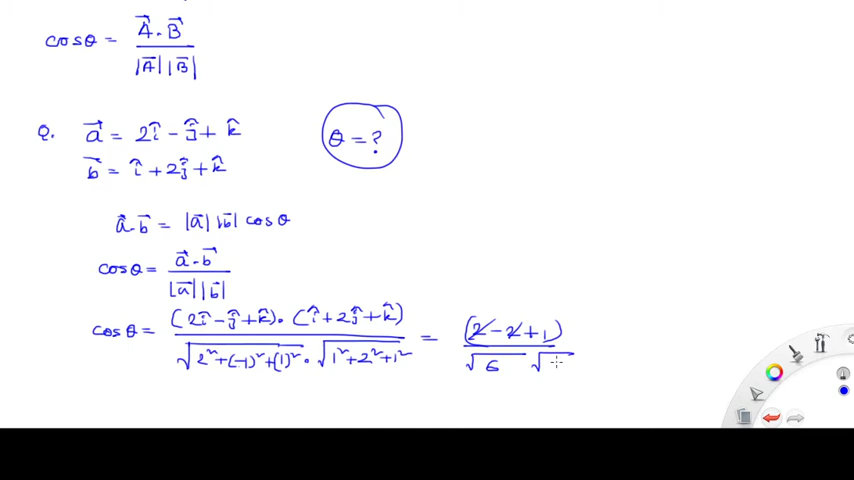 cosθ = A⃗.B⃗ / |A⃗| |B⃗|
Q. a⃗ = 2î - ĵ + k̂
θ = ?
b⃗ = î + 2ĵ + k̂
a⃗.b⃗ = |a⃗| |b⃗| cosθ
cosθ = a⃗.b⃗ / |a⃗| |b⃗|
cosθ = (2î - ĵ + k̂).(î + 2ĵ + k̂) / √(2² + (-1)² + (1)²) . √(1² + 2² + 1²) = (2 - 2 + 1) / √6 √